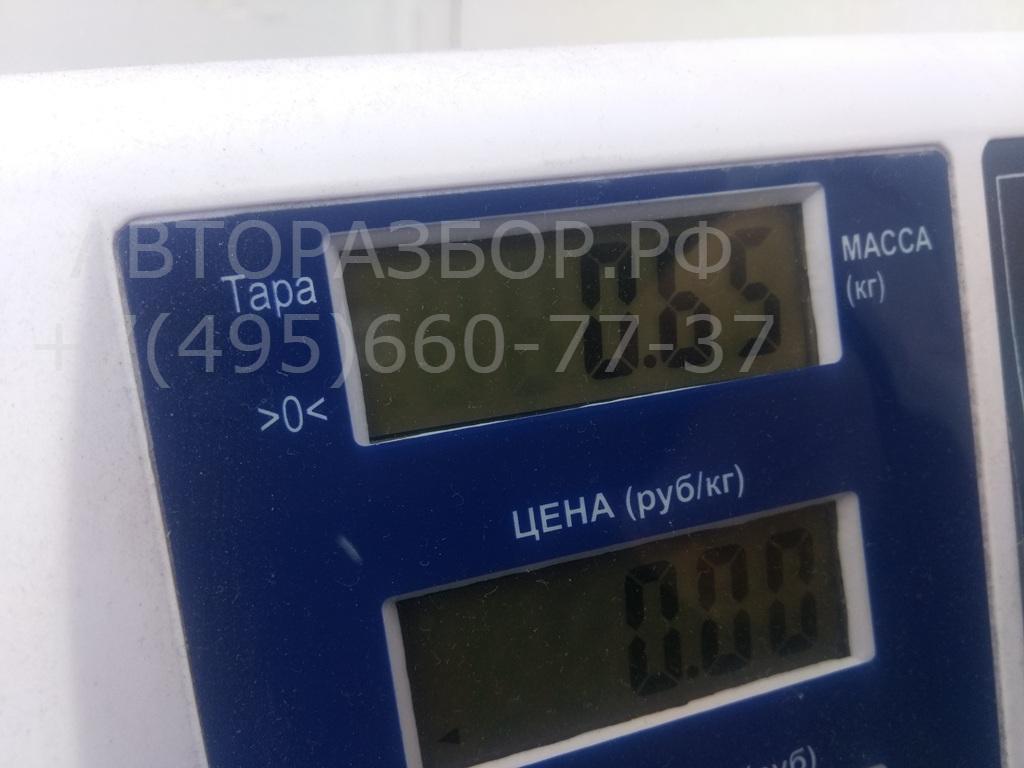 АВТОРАЗБОР.РФ
+7(495)660-77-37
Тара
>0<
0.65
МАССА
(кг)
ЦЕНА (руб/кг)
0.00